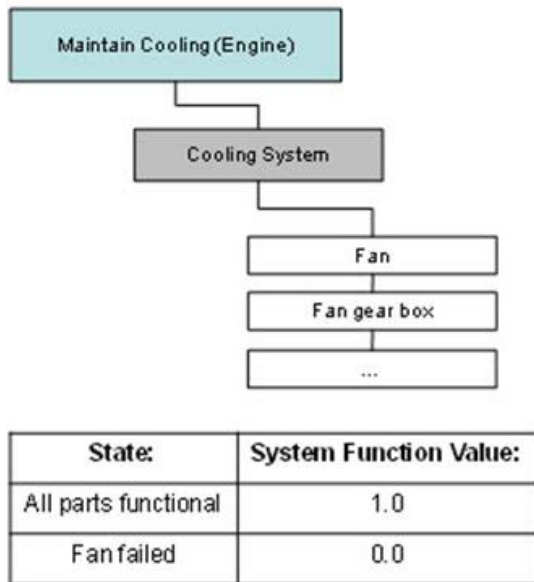 Maintain Cooling (Engine)
Cooling System
Fan
Fan gear box
...
State: System Function Value:
All parts functional 1.0
Fan failed 0.0